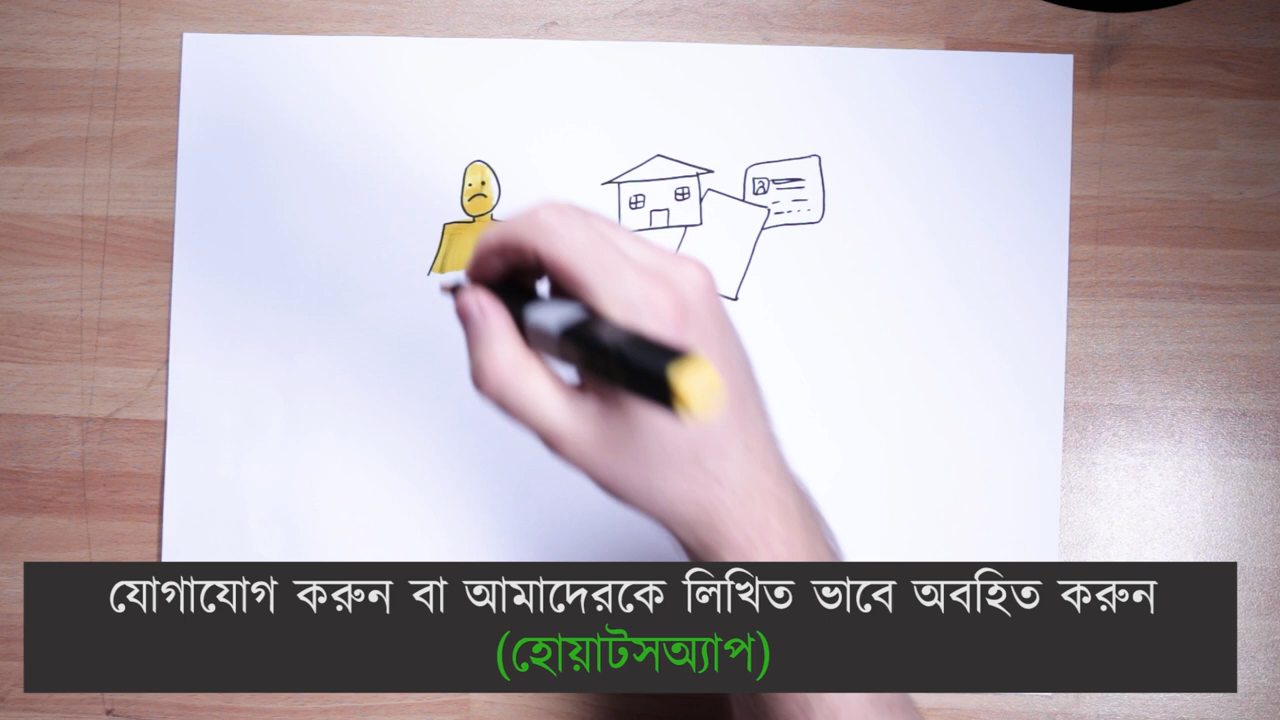 যোগাযোগ করুন বা আমাদেরকে লিখিত ভাবে অবহিত করুন
(হোয়াটসঅ্যাপ)